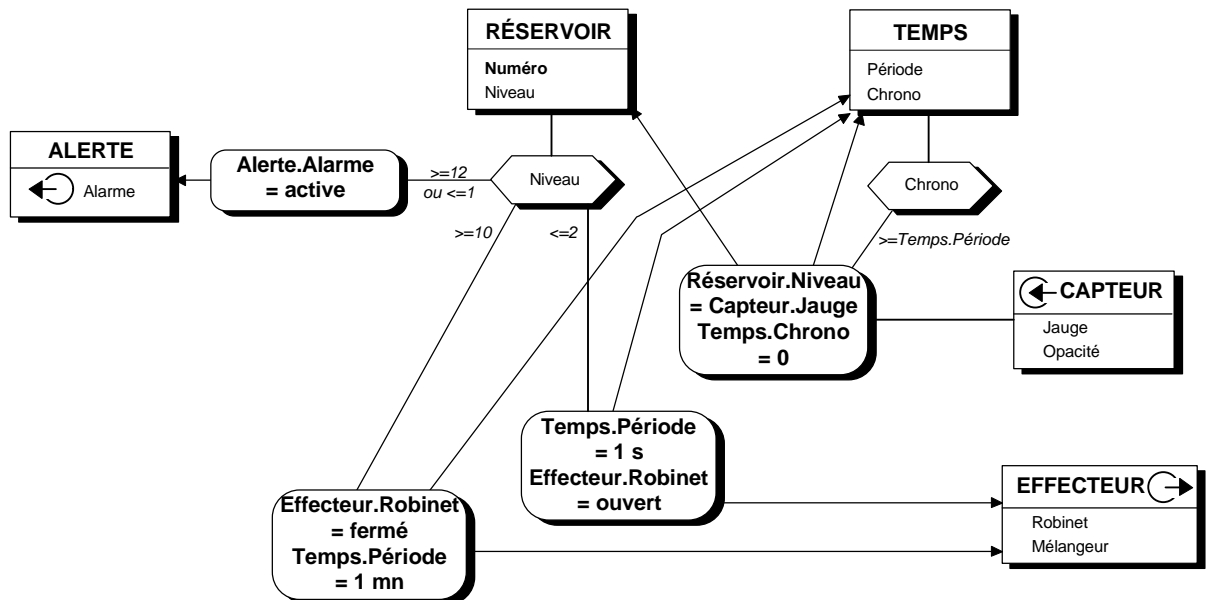 RÉSERVOIR
Numéro
Niveau
TEMPS
Période
Chrono
ALERTE
Alarme
Alerte.Alarme
= active
>=12
ou <=1
Niveau
Chrono
>=10
<=2
>=Temps.Période
Réservoir.Niveau
= Capteur.Jauge
Temps.Chrono
= 0
CAPTEUR
Jauge
Opacité
Temps.Période
= 1 s
Effecteur.Robinet
= ouvert
Effecteur.Robinet
= fermé
Temps.Période
= 1 mn
EFFECTEUR
Robinet
Mélangeur